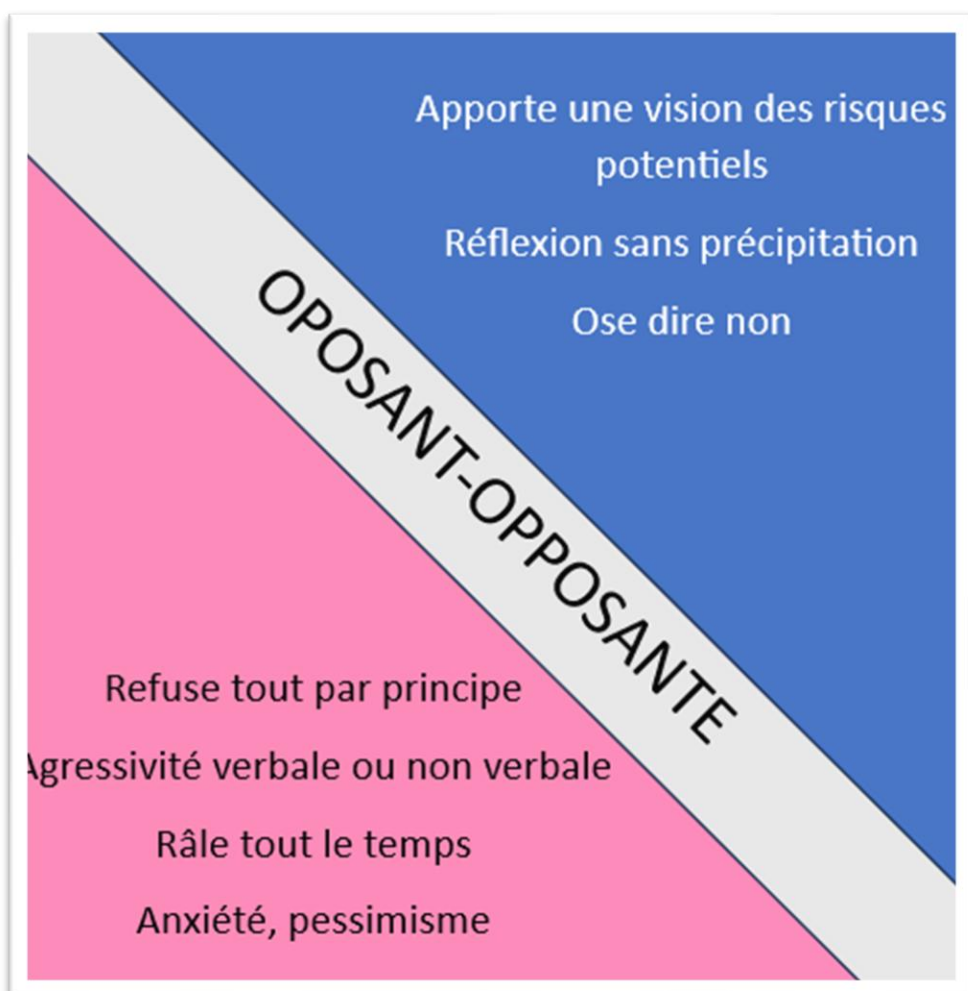 Apporte une vision des risques
potentiels
Réflexion sans précipitation
Ose dire non
OPOSANT-OPPOSANTE
Refuse tout par principe
Agressivité verbale ou non verbale
Râle tout le temps
Anxiété, pessimisme